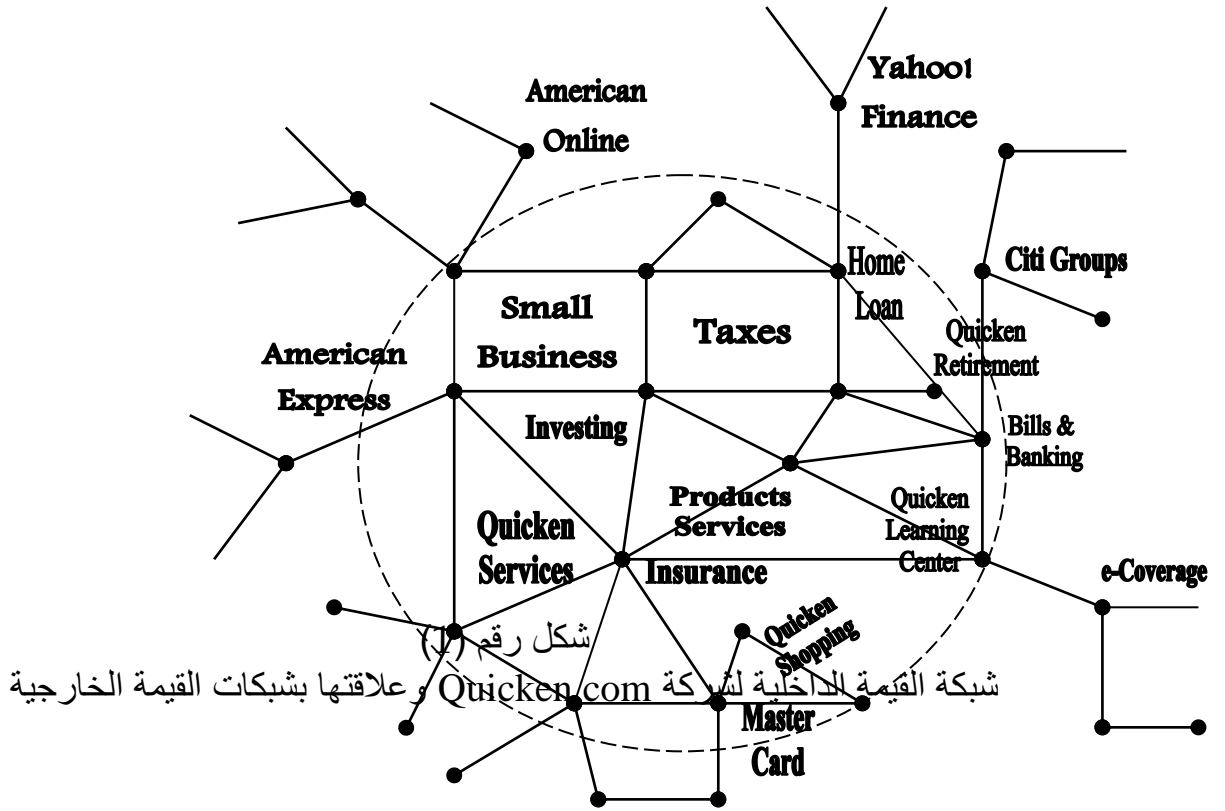 Yahoo!
Finance
American
Online
Home
Loan
Citi Groups
Small
Business
Taxes
Quicken
Retirement
American
Express
Investing
Bills &
Banking
Products
Services
Quicken
Learning
Center
Quicken
Services
Insurance
e-Coverage
Quicken
Shopping
شكل رقم (1)
شبكة القيمة الداخلية لشركة Quicken.com وعلاقتها بشبكات القيمة الخارجية
Master
Card